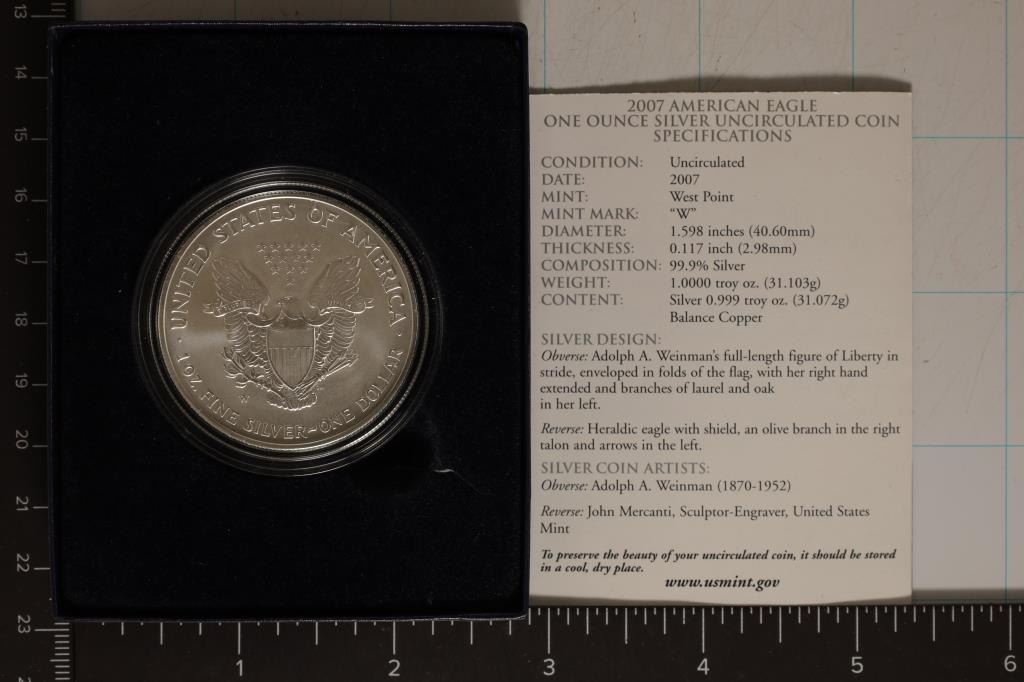 UNITED STATES OF AMERICA
1 OZ. FINE SILVER~ONE DOLLAR
W
2007 AMERICAN EAGLE
ONE OUNCE SILVER UNCIRCULATED COIN
SPECIFICATIONS
CONDITION: Uncirculated
DATE: 2007
MINT: West Point
MINT MARK: “W”
DIAMETER: 1.598 inches (40.60mm)
THICKNESS: 0.117 inch (2.98mm)
COMPOSITION: 99.9% Silver
WEIGHT: 1.0000 troy oz. (31.103g)
CONTENT: Silver 0.999 troy oz. (31.072g)
Balance Copper
SILVER DESIGN:
Obverse: Adolph A. Weinman’s full-length figure of Liberty in
stride, enveloped in folds of the flag, with her right hand
extended and branches of laurel and oak
in her left.
Reverse: Heraldic eagle with shield, an olive branch in the right
talon and arrows in the left.
SILVER COIN ARTISTS:
Obverse: Adolph A. Weinman (1870-1952)
Reverse: John Mercanti, Sculptor-Engraver, United States
Mint
To preserve the beauty of your uncirculated coin, it should be stored
in a cool, dry place.
www.usmint.gov
13
14
15
16
17
18
19
20
21
22
23
1 2 3 4 5 6